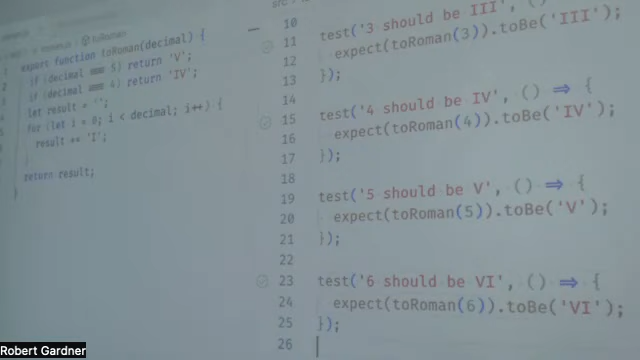 export function toRoman(decimal) {
if (decimal === 5) return 'V';
if (decimal === 4) return 'IV';
let result = '';
for (let i = 0; i < decimal; i++) {
result += 'I';
}
return result;
}
10
11 test('3 should be III', ()
12 expect(toRoman(3)).toBe('III');
13 });
14
15 test('4 should be IV', () => {
16 expect(toRoman(4)).toBe('IV');
17 });
18
19 test('5 should be V', () => {
20 expect(toRoman(5)).toBe('V');
21 });
22
23 test('6 should be VI', () => {
24 expect(toRoman(6)).toBe('VI');
25 });
26
Robert Gardner